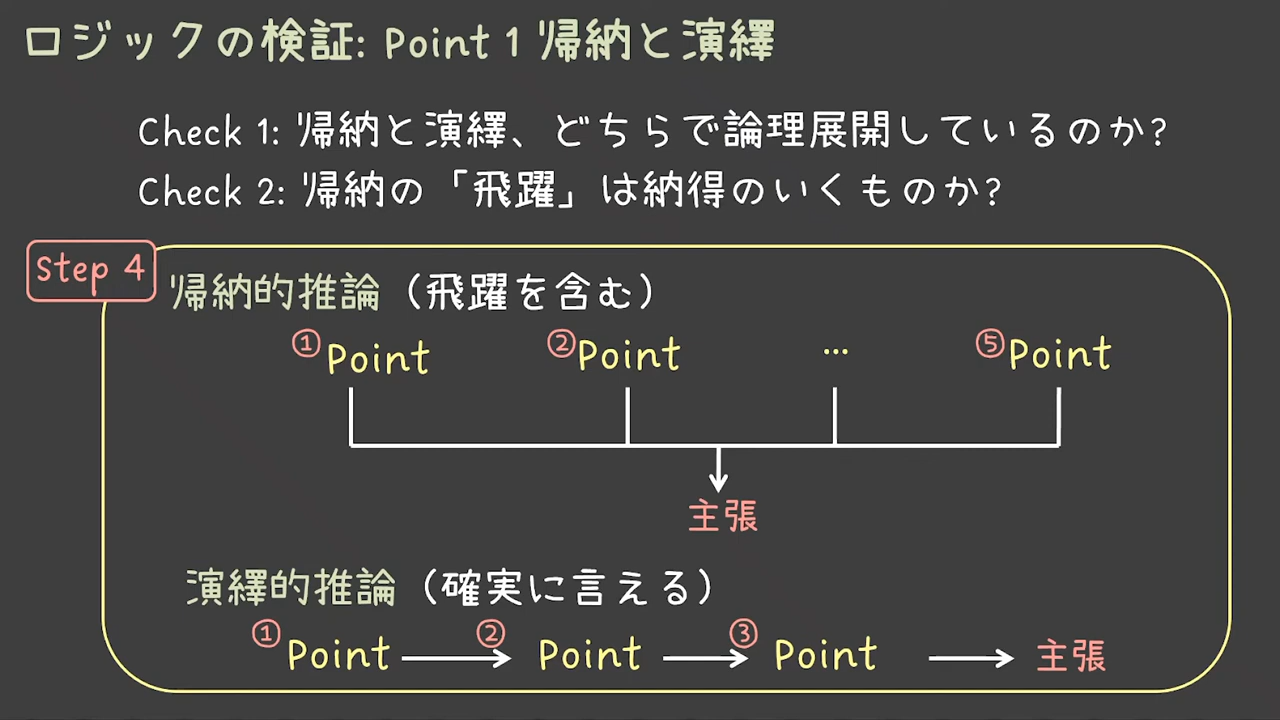 ロジックの検証: Point 1 帰納と演繹
Check 1: 帰納と演繹、どちらで論理展開しているのか?
Check 2: 帰納の「飛躍」は納得のいくものか?
Step 4
帰納的推論（飛躍を含む）
①Point ②Point … ⑤Point
主張
演繹的推論（確実に言える）
①Point ②Point ③Point 主張